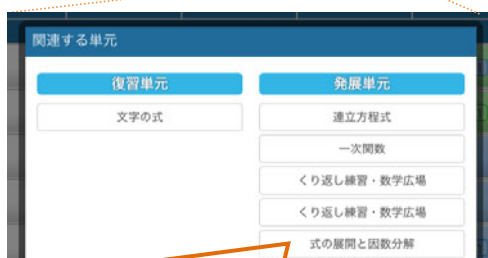 関連する単元
復習単元
文字の式
発展単元
連立方程式
一次関数
くり返し練習・数学広場
くり返し練習・数学広場
式の展開と因数分解